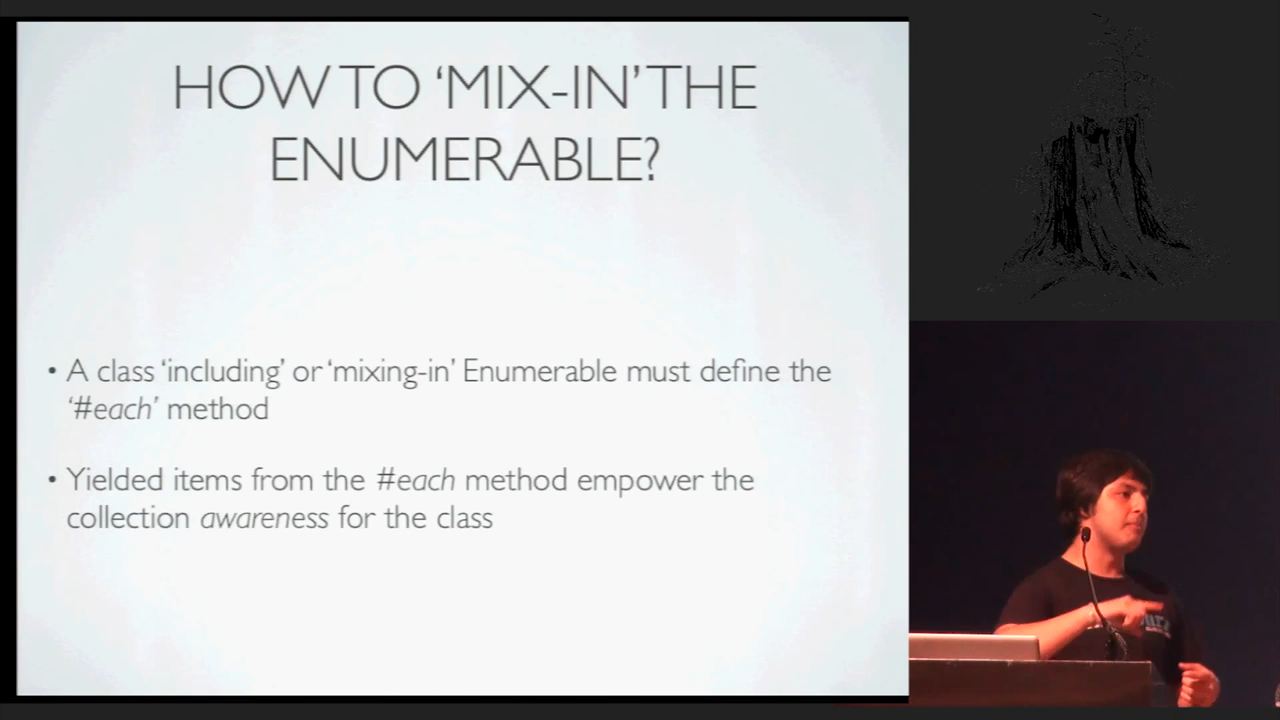 HOW TO ‘MIX-IN’ THE
ENUMERABLE?
• A class ‘including’ or ‘mixing-in’ Enumerable must define the
‘#each’ method
• Yielded items from the #each method empower the
collection awareness for the class